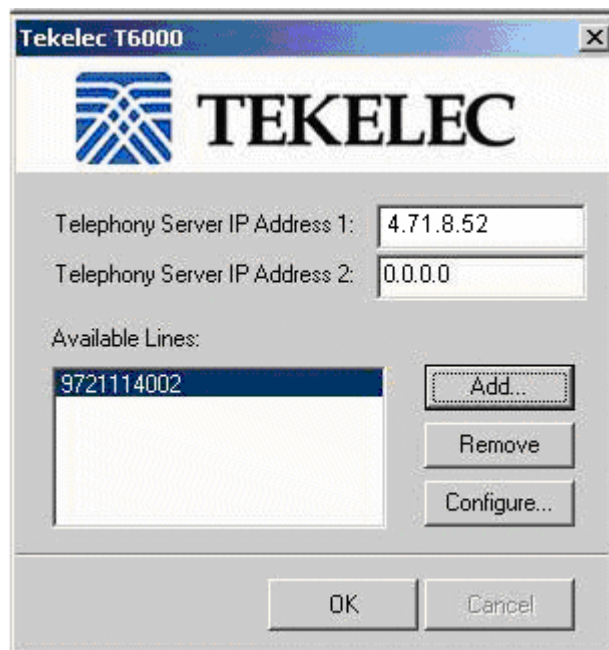 Tekelec T6000
TEKELEC
Telephony Server IP Address 1: 4.71.8.52
Telephony Server IP Address 2: 0.0.0.0
Available Lines:
9721114002
Add...
Remove
Configure...
OK Cancel